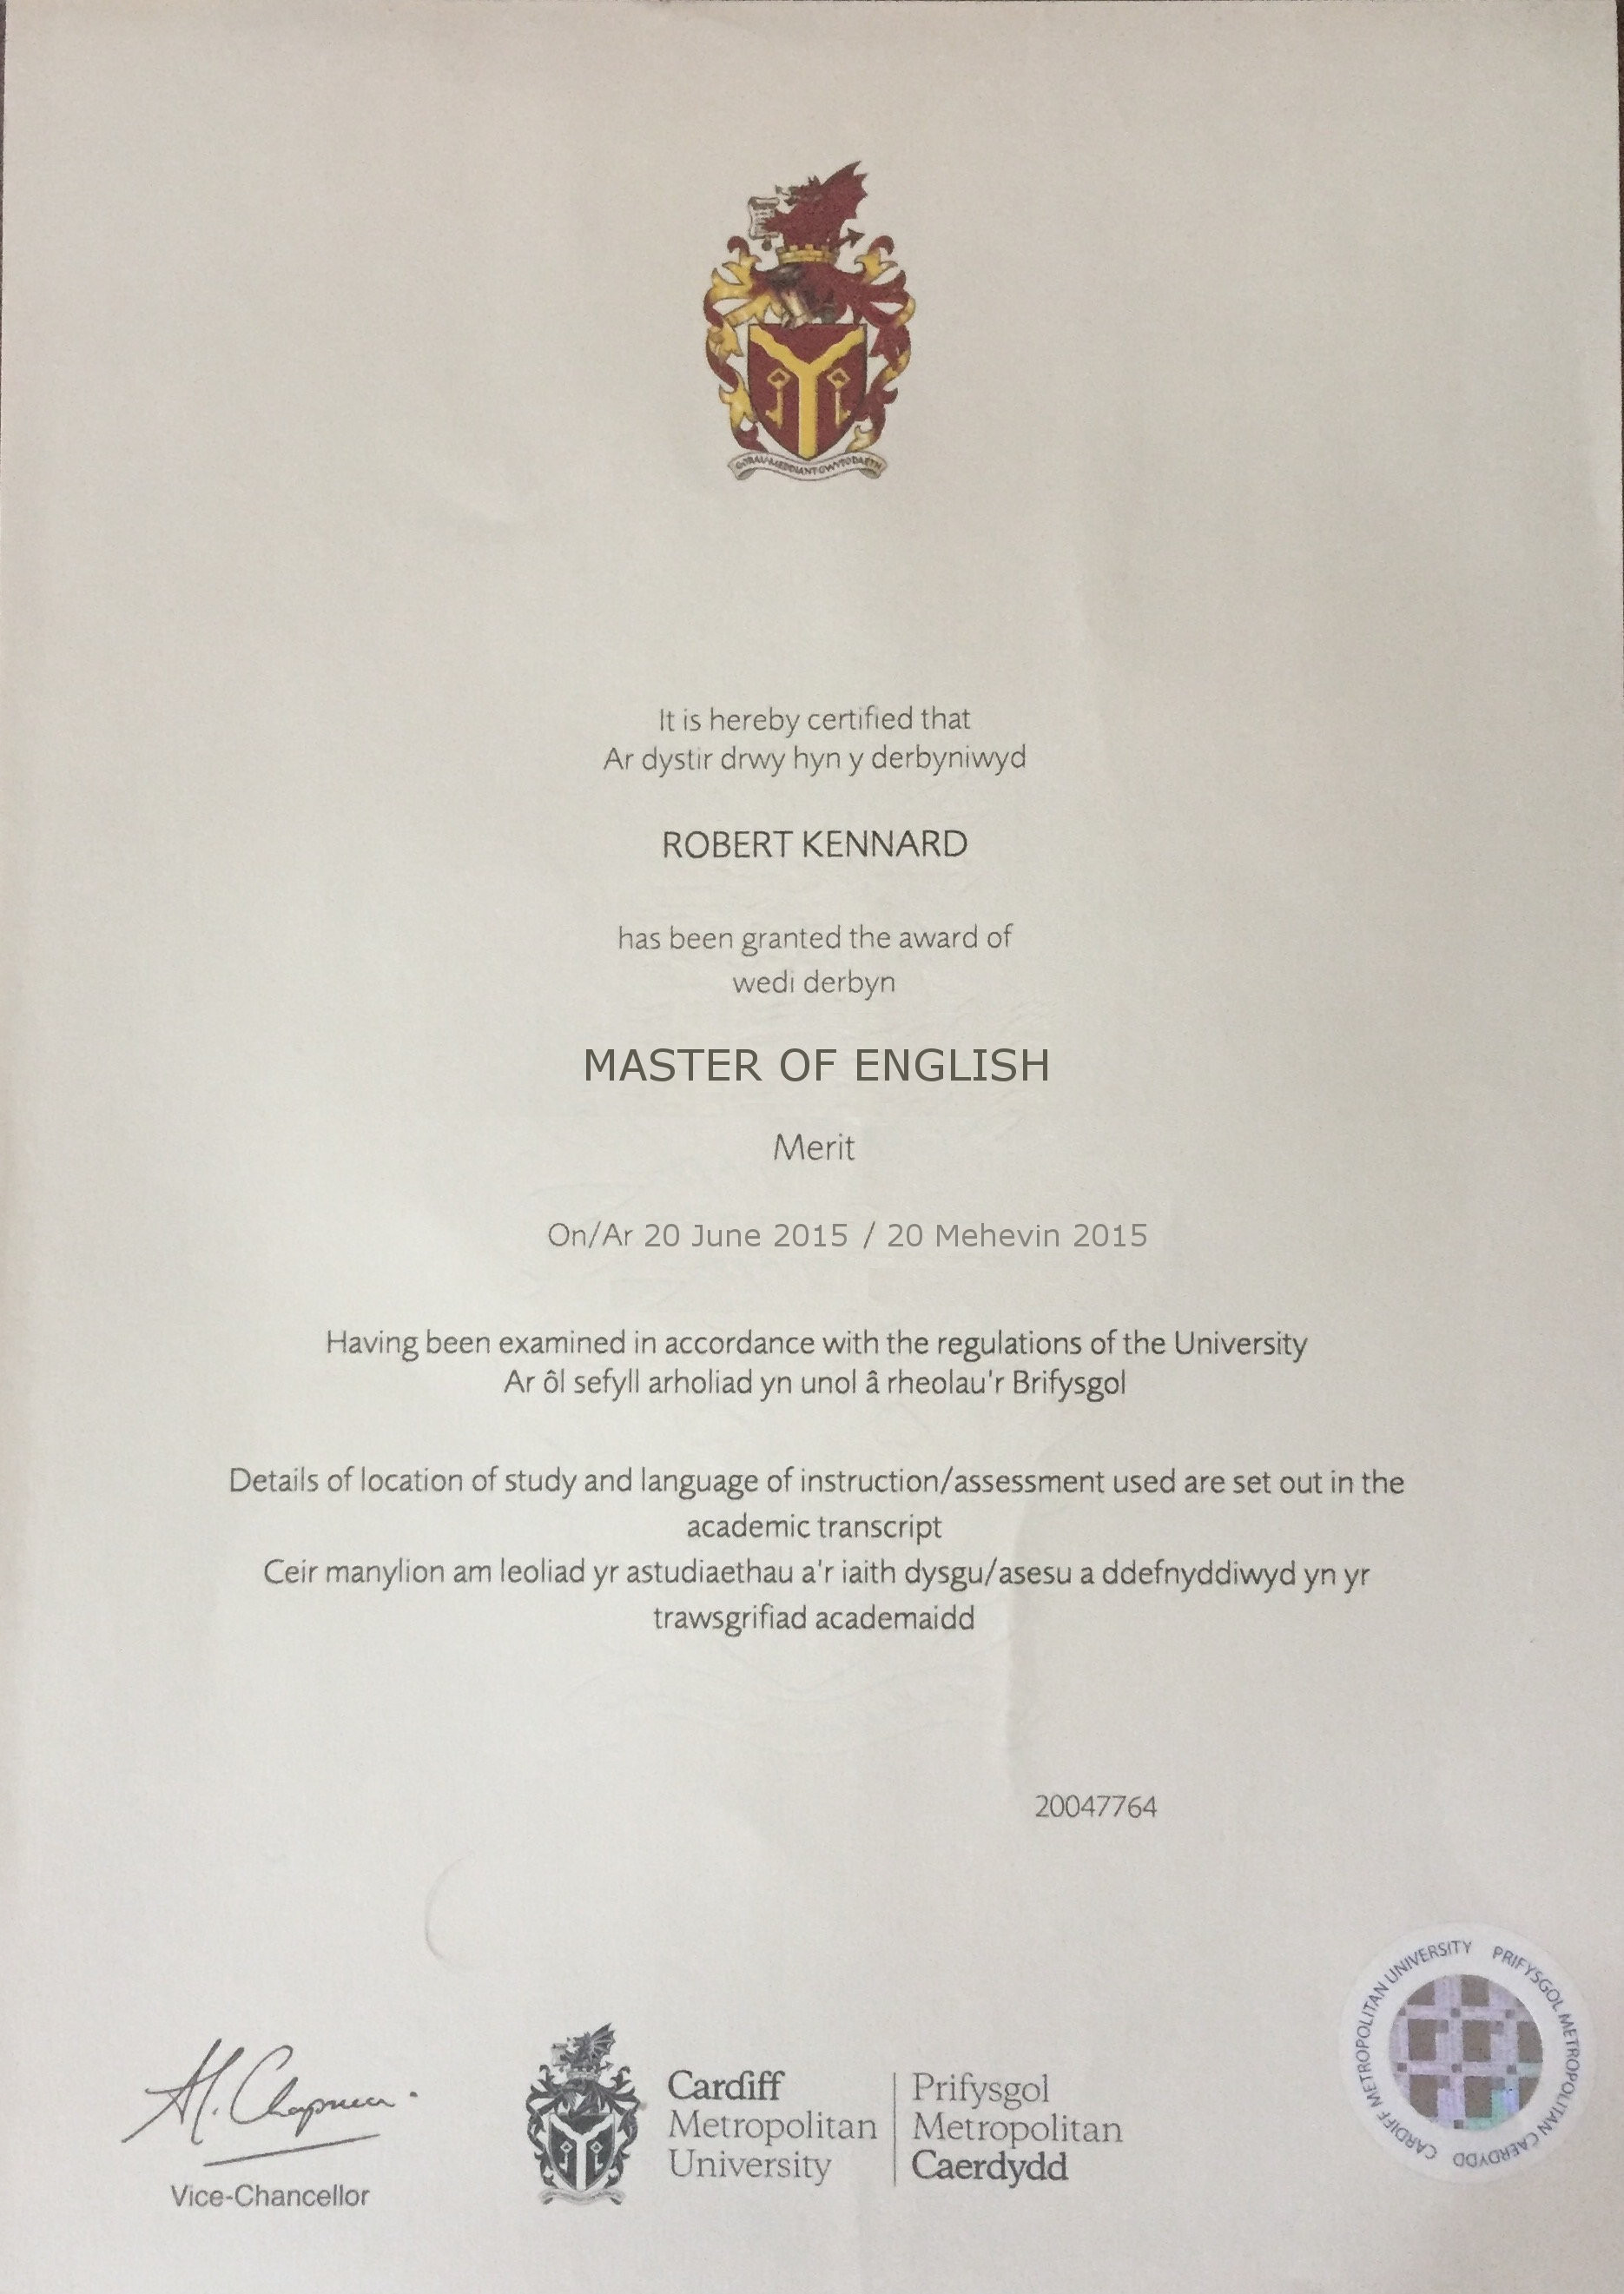 GORAU MEDDIANT GWYBODAETH
It is hereby certified that
Ar dystir drwy hyn y derbyniwyd
ROBERT KENNARD
has been granted the award of
wedi derbyn
MASTER OF ENGLISH
Merit
On/Ar 20 June 2015 / 20 Mehevin 2015
Having been examined in accordance with the regulations of the University
Ar ôl sefyll arholiad yn unol â rheolau'r Brifysgol
Details of location of study and language of instruction/assessment used are set out in the
academic transcript
Ceir manylion am leoliad yr astudiaethau a'r iaith dysgu/asesu a ddefnyddiwyd yn yr
trawsgrifiad academaidd
20047764
Vice-Chancellor
Cardiff
Metropolitan
University
Prifysgol
Metropolitan
Caerdydd
CARDIFF METROPOLITAN UNIVERSITY PRIFYSGOL METROPOLITAN CAERDYDD